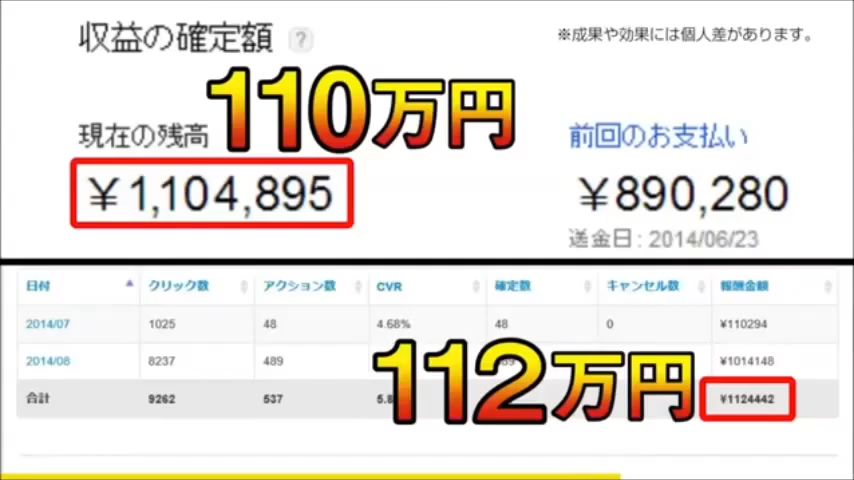 収益の確定額 ?
※成果や効果には個人差があります。
110万円
現在の残高
¥1,104,895
前回のお支払い
¥890,280
送金日: 2014/06/23
日付 クリック数 アクション数 CVR 確定数 キャンセル数 報酬金額
2014/07 1025 48 4.68% 48 0 ¥110294
2014/08 8237 489 ¥1014148
112万円
合計 9262 537 ¥1124442